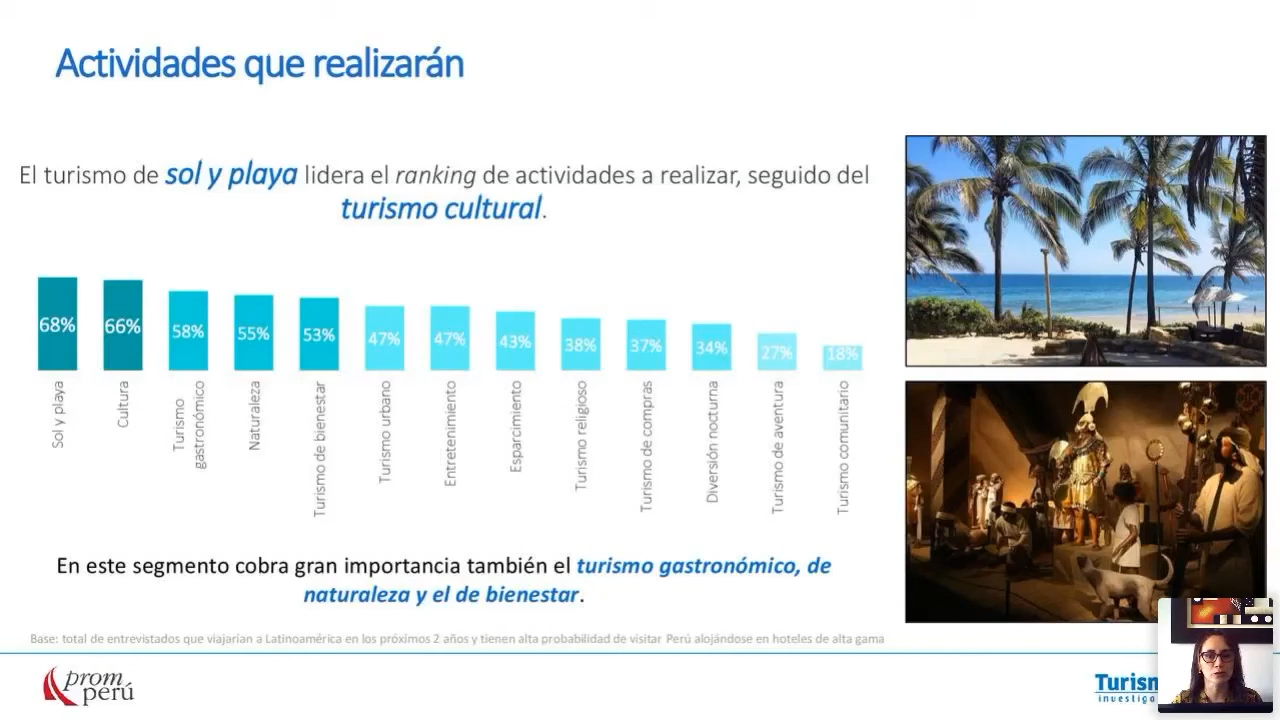 Actividades que realizarán
El turismo de sol y playa lidera el ranking de actividades a realizar, seguido del
turismo cultural.
68%
66%
58%
55%
53%
47%
47%
43%
38%
37%
34%
27%
18%
Sol y playa
Cultura
Turismo
gastronómico
Naturaleza
Turismo de bienestar
Turismo urbano
Entretenimiento
Esparcimiento
Turismo religioso
Turismo de compras
Diversión nocturna
Turismo de aventura
Turismo comunitario
En este segmento cobra gran importancia también el turismo gastronómico, de
naturaleza y el de bienestar.
Base: total de entrevistados que viajarían a Latinoamérica en los próximos 2 años y tienen alta probabilidad de visitar Perú alojándose en hoteles de alta gama
prom
perú